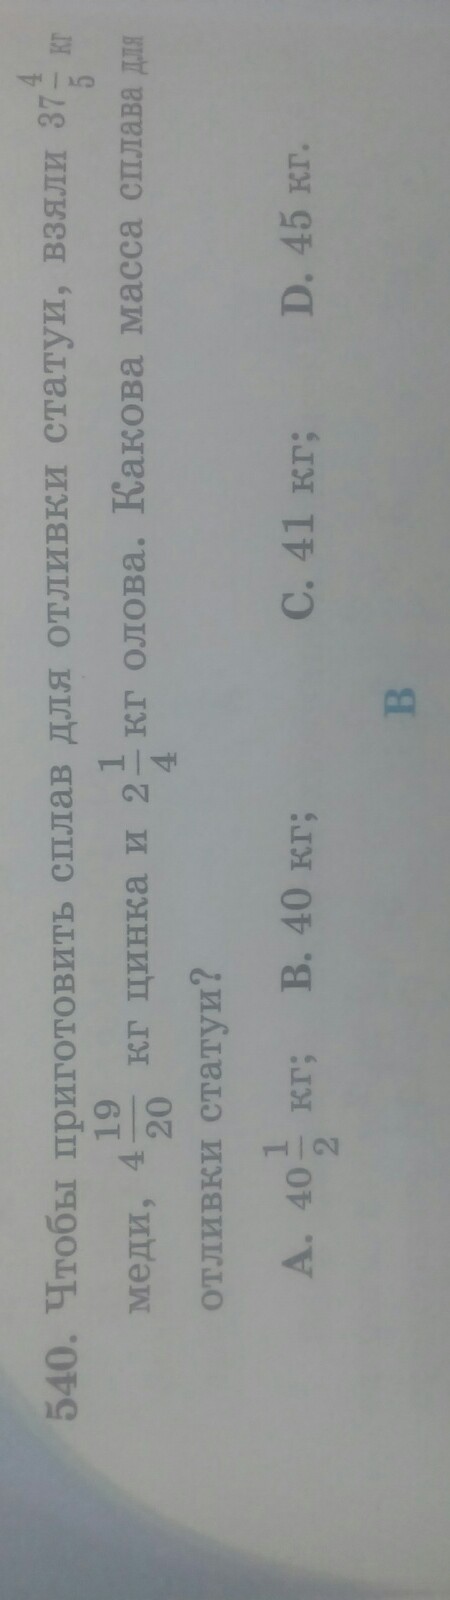 540. Чтобы приготовить сплав для отливки статуи, взяли 37 4/5 кг
меди, 4 19/20 кг цинка и 2 1/4 кг олова. Какова масса сплава для
отливки статуи?
A. 40 1/2 кг; B. 40 кг; C. 41 кг; D. 45 кг.
B